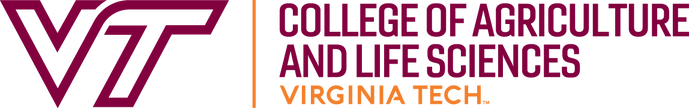 VT
COLLEGE OF AGRICULTURE
AND LIFE SCIENCES
VIRGINIA TECH™